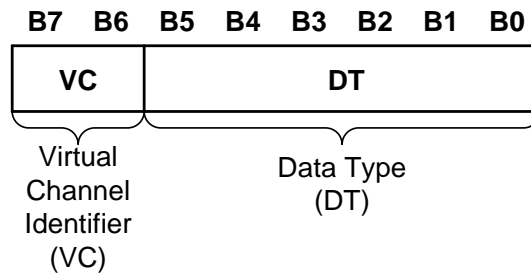 B7 B6 B5 B4 B3 B2 B1 B0
VC DT
Virtual
Channel
Identifier
(VC)
Data Type
(DT)